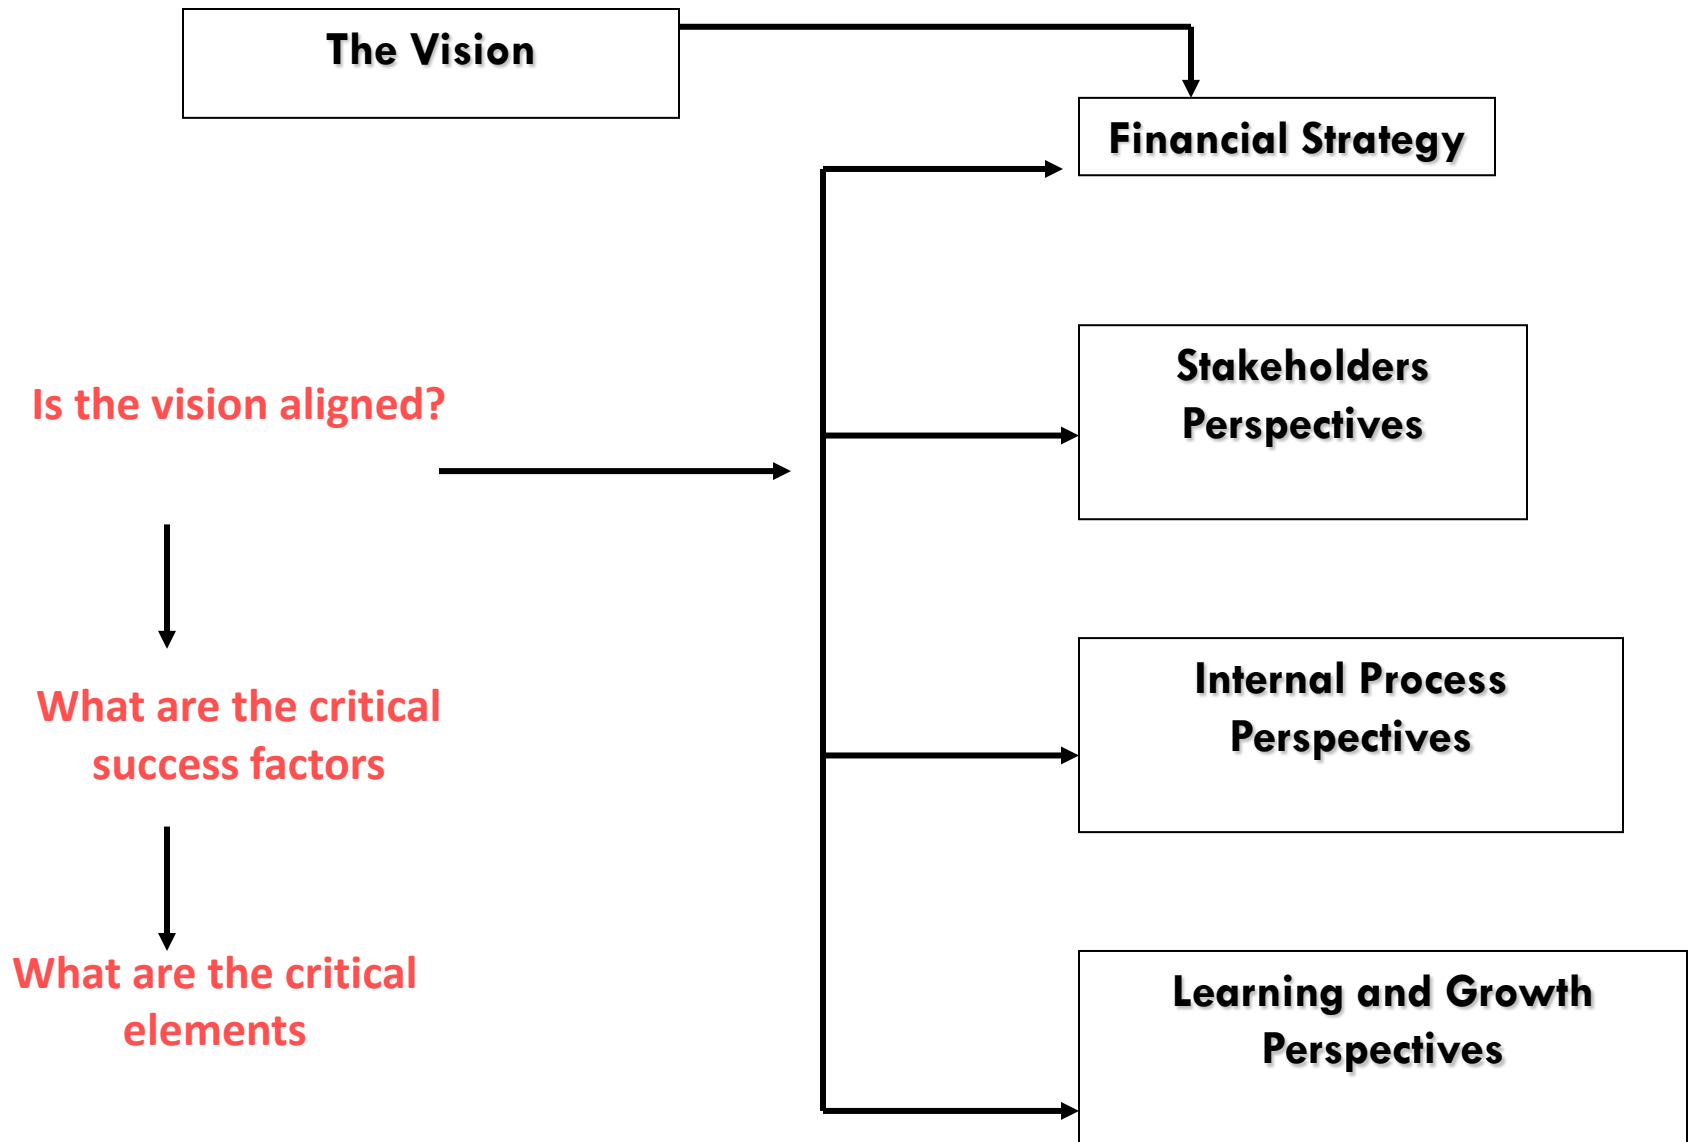 The Vision
Financial Strategy
Stakeholders
Perspectives
Is the vision aligned?
Internal Process
Perspectives
What are the critical
success factors
What are the critical
elements
Learning and Growth
Perspectives